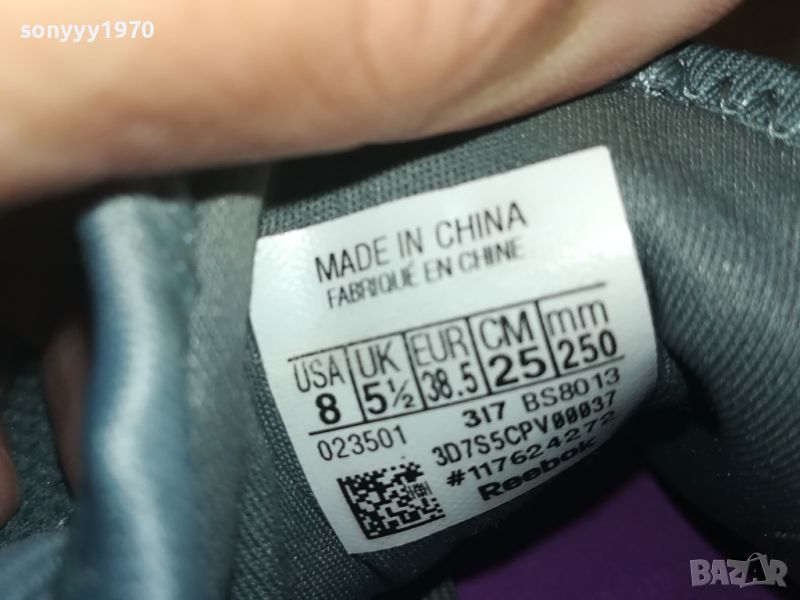 sonyyy1970
MADE IN CHINA
FABRIQUÉ EN CHINE
USA UK EUR CM mm
8 5½ 38.5 25 250
023501 317 BS8013
3D7S5CPV00037
#117624272
Reebok
BAZAR